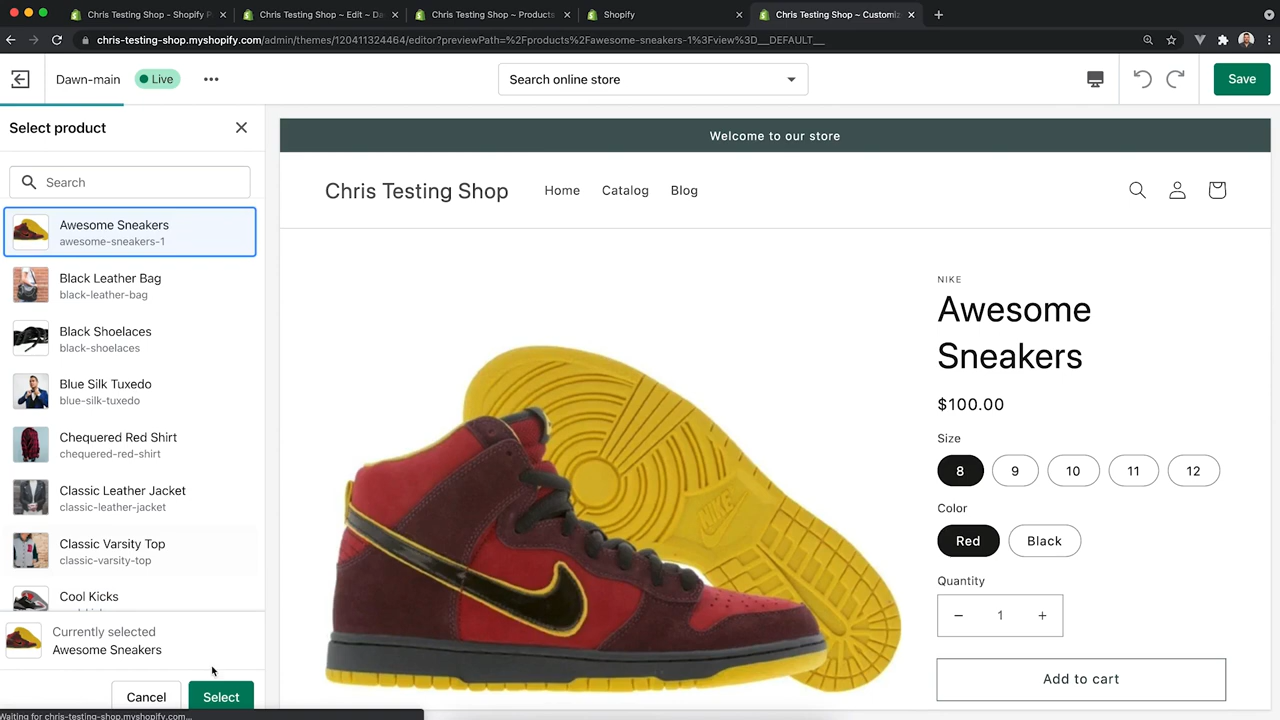 Chris Testing Shop - Shopify P
Chris Testing Shop ~ Edit ~ Da
Chris Testing Shop ~ Products
Shopify
Chris Testing Shop ~ Customiz
chris-testing-shop.myshopify.com/admin/themes/120411324464/editor?previewPath=%2Fproducts%2Fawesome-sneakers-1%3Fview%3D__DEFAULT__
Dawn-main
Live
Search online store
Save
Select product
Search
Awesome Sneakers
awesome-sneakers-1
Black Leather Bag
black-leather-bag
Black Shoelaces
black-shoelaces
Blue Silk Tuxedo
blue-silk-tuxedo
Chequered Red Shirt
chequered-red-shirt
Classic Leather Jacket
classic-leather-jacket
Classic Varsity Top
classic-varsity-top
Cool Kicks
Currently selected
Awesome Sneakers
Cancel
Select
Waiting for chris-testing-shop.myshopify.com...
Welcome to our store
Chris Testing Shop
Home
Catalog
Blog
NIKE
Awesome
Sneakers
$100.00
Size
8
9
10
11
12
Color
Red
Black
Quantity
− 1 +
Add to cart
NIKE